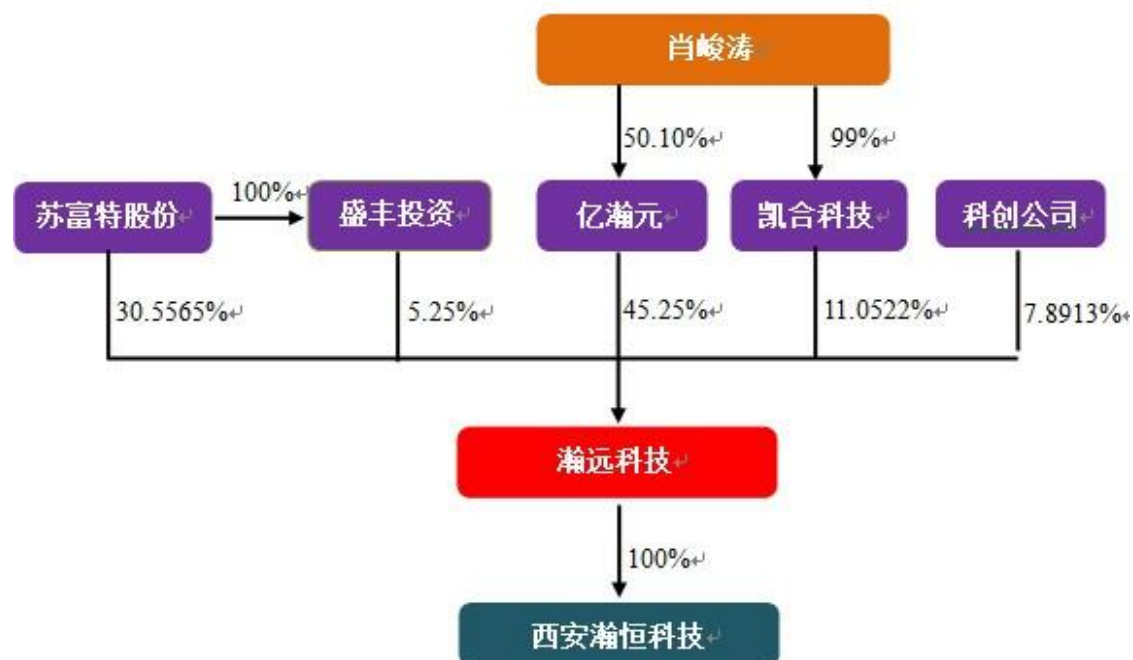 肖峻涛
50.10%
99%
100%
苏富特股份
盛丰投资
亿瀚元
凯合科技
科创公司
30.5565%
5.25%
45.25%
11.0522%
7.8913%
瀚远科技
100%
西安瀚恒科技